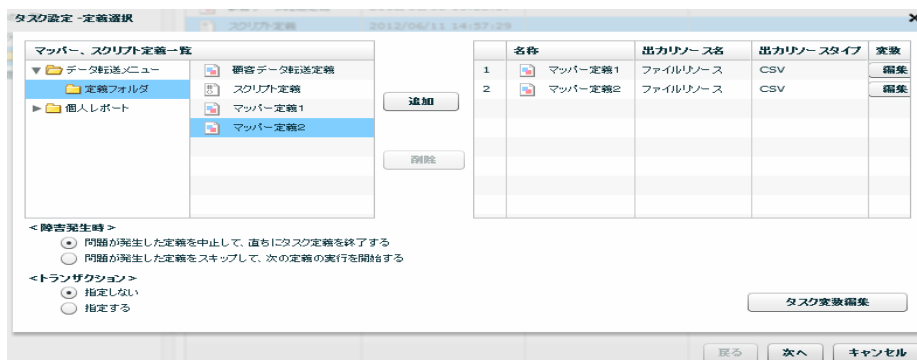 タスク設定 -定義選択
スクリプト定義 2012/06/11 14:57:29
マッパー、スクリプト定義一覧
データ転送メニュー
定義フォルダ
個人レポート
顧客データ転送定義
スクリプト定義
マッパー定義1
マッパー定義2
追加
削除
名称 出力リソース名 出力リソースタイプ 変数
1 マッパー定義1 ファイルリソース CSV 編集
2 マッパー定義2 ファイルリソース CSV 編集
<障害発生時>
問題が発生した定義を中止して、直ちにタスク定義を終了する
問題が発生した定義をスキップして、次の定義の実行を開始する
<トランザクション>
指定しない
指定する
タスク変数編集
戻る 次へ キャンセル